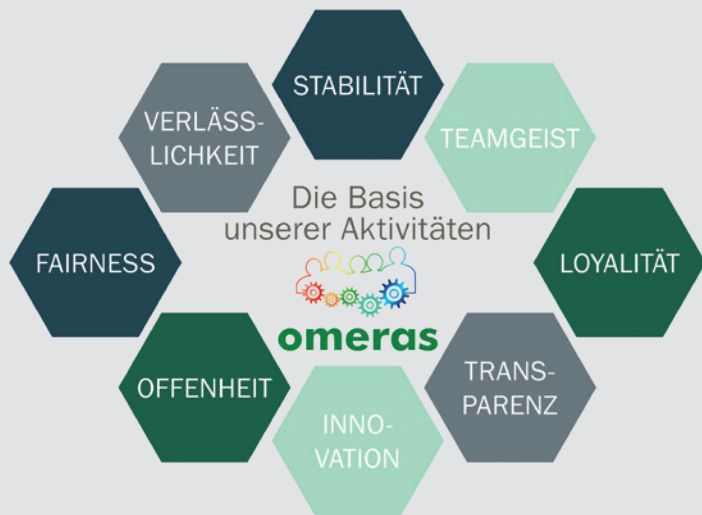 STABILITÄT
VERLÄSS-
LICHKEIT
TEAMGEIST
Die Basis
unserer Aktivitäten
FAIRNESS
LOYALITÄT
omeras
OFFENHEIT
TRANS-
PARENZ
INNO-
VATION